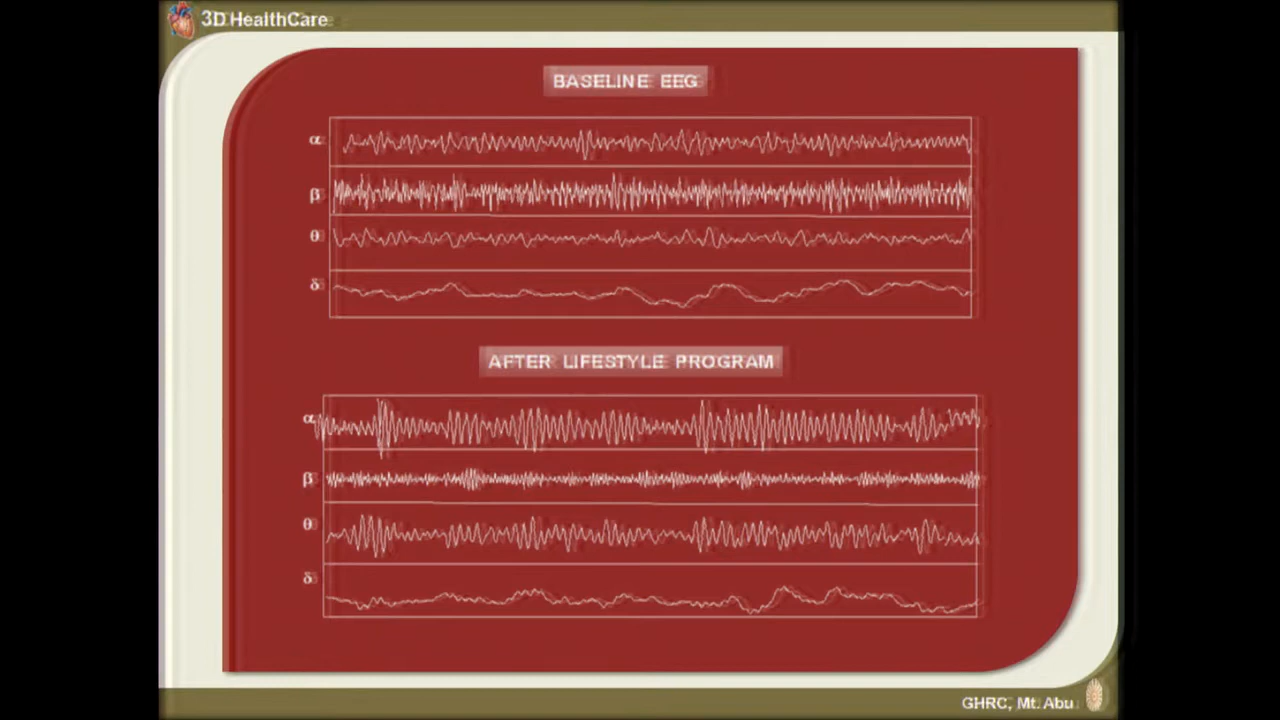 3D HealthCare
BASELINE EEG
α
β
θ
δ
AFTER LIFESTYLE PROGRAM
α
β
θ
δ
GHRC, Mt. Abu